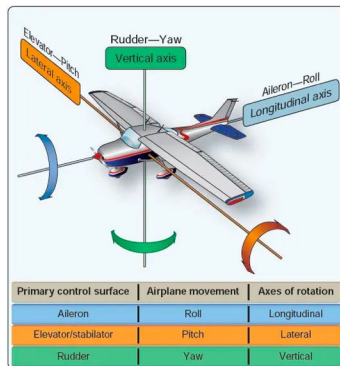 Rudder—Yaw
Vertical axis
Elevator—Pitch
Lateral axis
Aileron—Roll
Longitudinal axis
Primary control surface Airplane movement Axes of rotation
Aileron Roll Longitudinal
Elevator/stabilator Pitch Lateral
Rudder Yaw Vertical